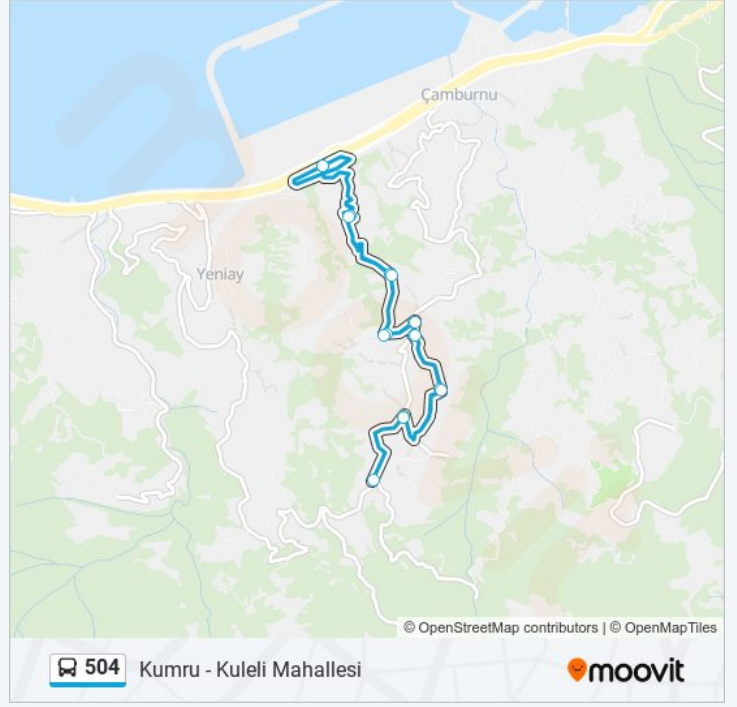 Çamburnu
Yeniay
© OpenStreetMap contributors | © OpenMapTiles
504 Kumru - Kuleli Mahallesi
moovit